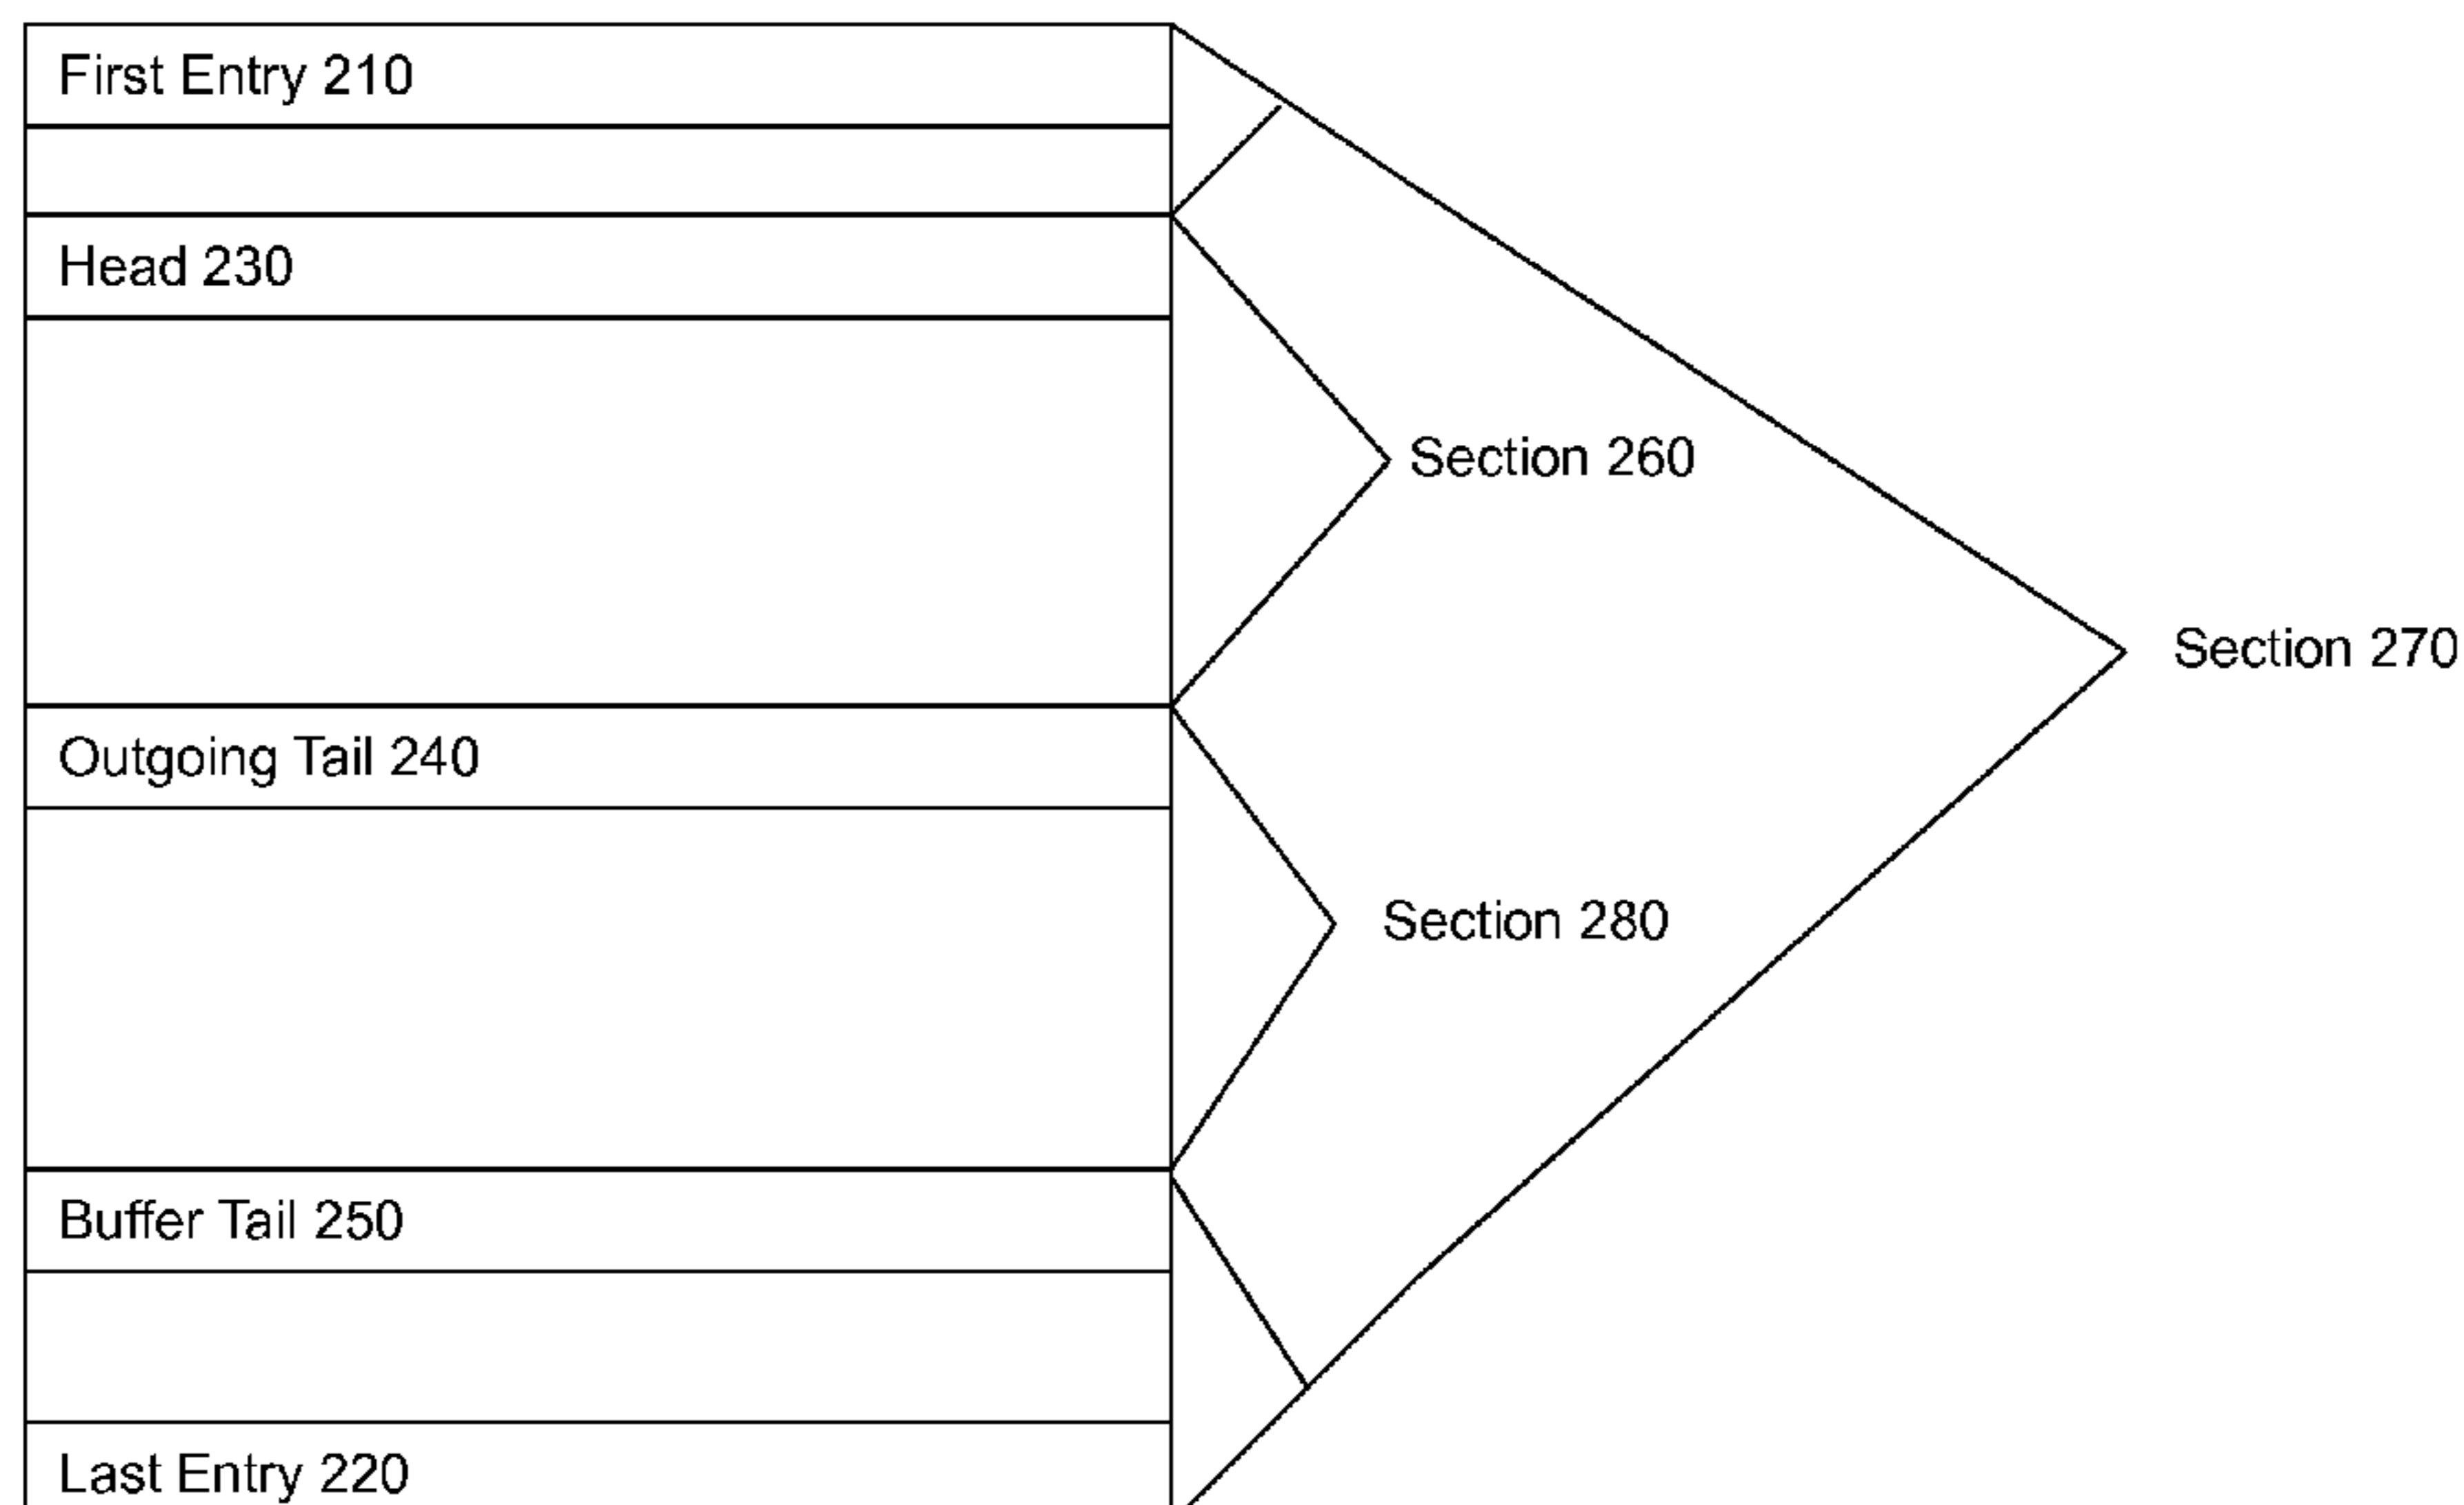 First Entry 210
Head 230
Section 260
Section 270
Outgoing Tail 240
Section 280
Buffer Tail 250
Last Entry 220